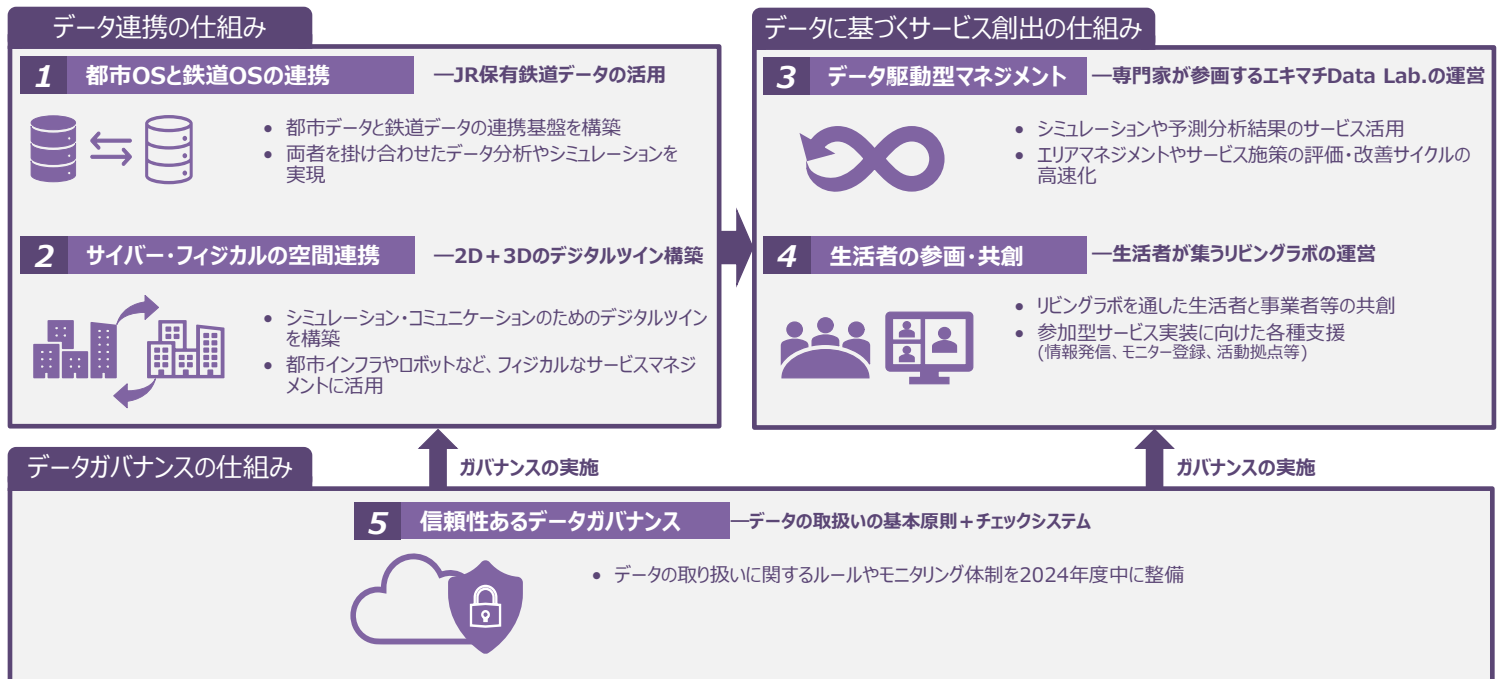 データ連携の仕組み
1 都市OSと鉄道OSの連携 ―JR保有鉄道データの活用
• 都市データと鉄道データの連携基盤を構築
• 両者を掛け合わせたデータ分析やシミュレーションを
実現
2 サイバー・フィジカルの空間連携 ―2D+3Dのデジタルツイン構築
• シミュレーション・コミュニケーションのためのデジタルツイン
を構築
• 都市インフラやロボットなど、フィジカルなサービスマネジ
メントに活用
データに基づくサービス創出の仕組み
3 データ駆動型マネジメント ―専門家が参画するエキマチData Lab.の運営
• シミュレーションや予測分析結果のサービス活用
• エリアマネジメントやサービス施策の評価・改善サイクルの
高速化
4 生活者の参画・共創 ―生活者が集うリビングラボの運営
• リビングラボを通した生活者と事業者等の共創
• 参加型サービス実装に向けた各種支援
(情報発信、モニター登録、活動拠点等)
データガバナンスの仕組み
ガバナンスの実施
ガバナンスの実施
5 信頼性あるデータガバナンス ―データの取扱いの基本原則+チェックシステム
• データの取り扱いに関するルールやモニタリング体制を2024年度中に整備